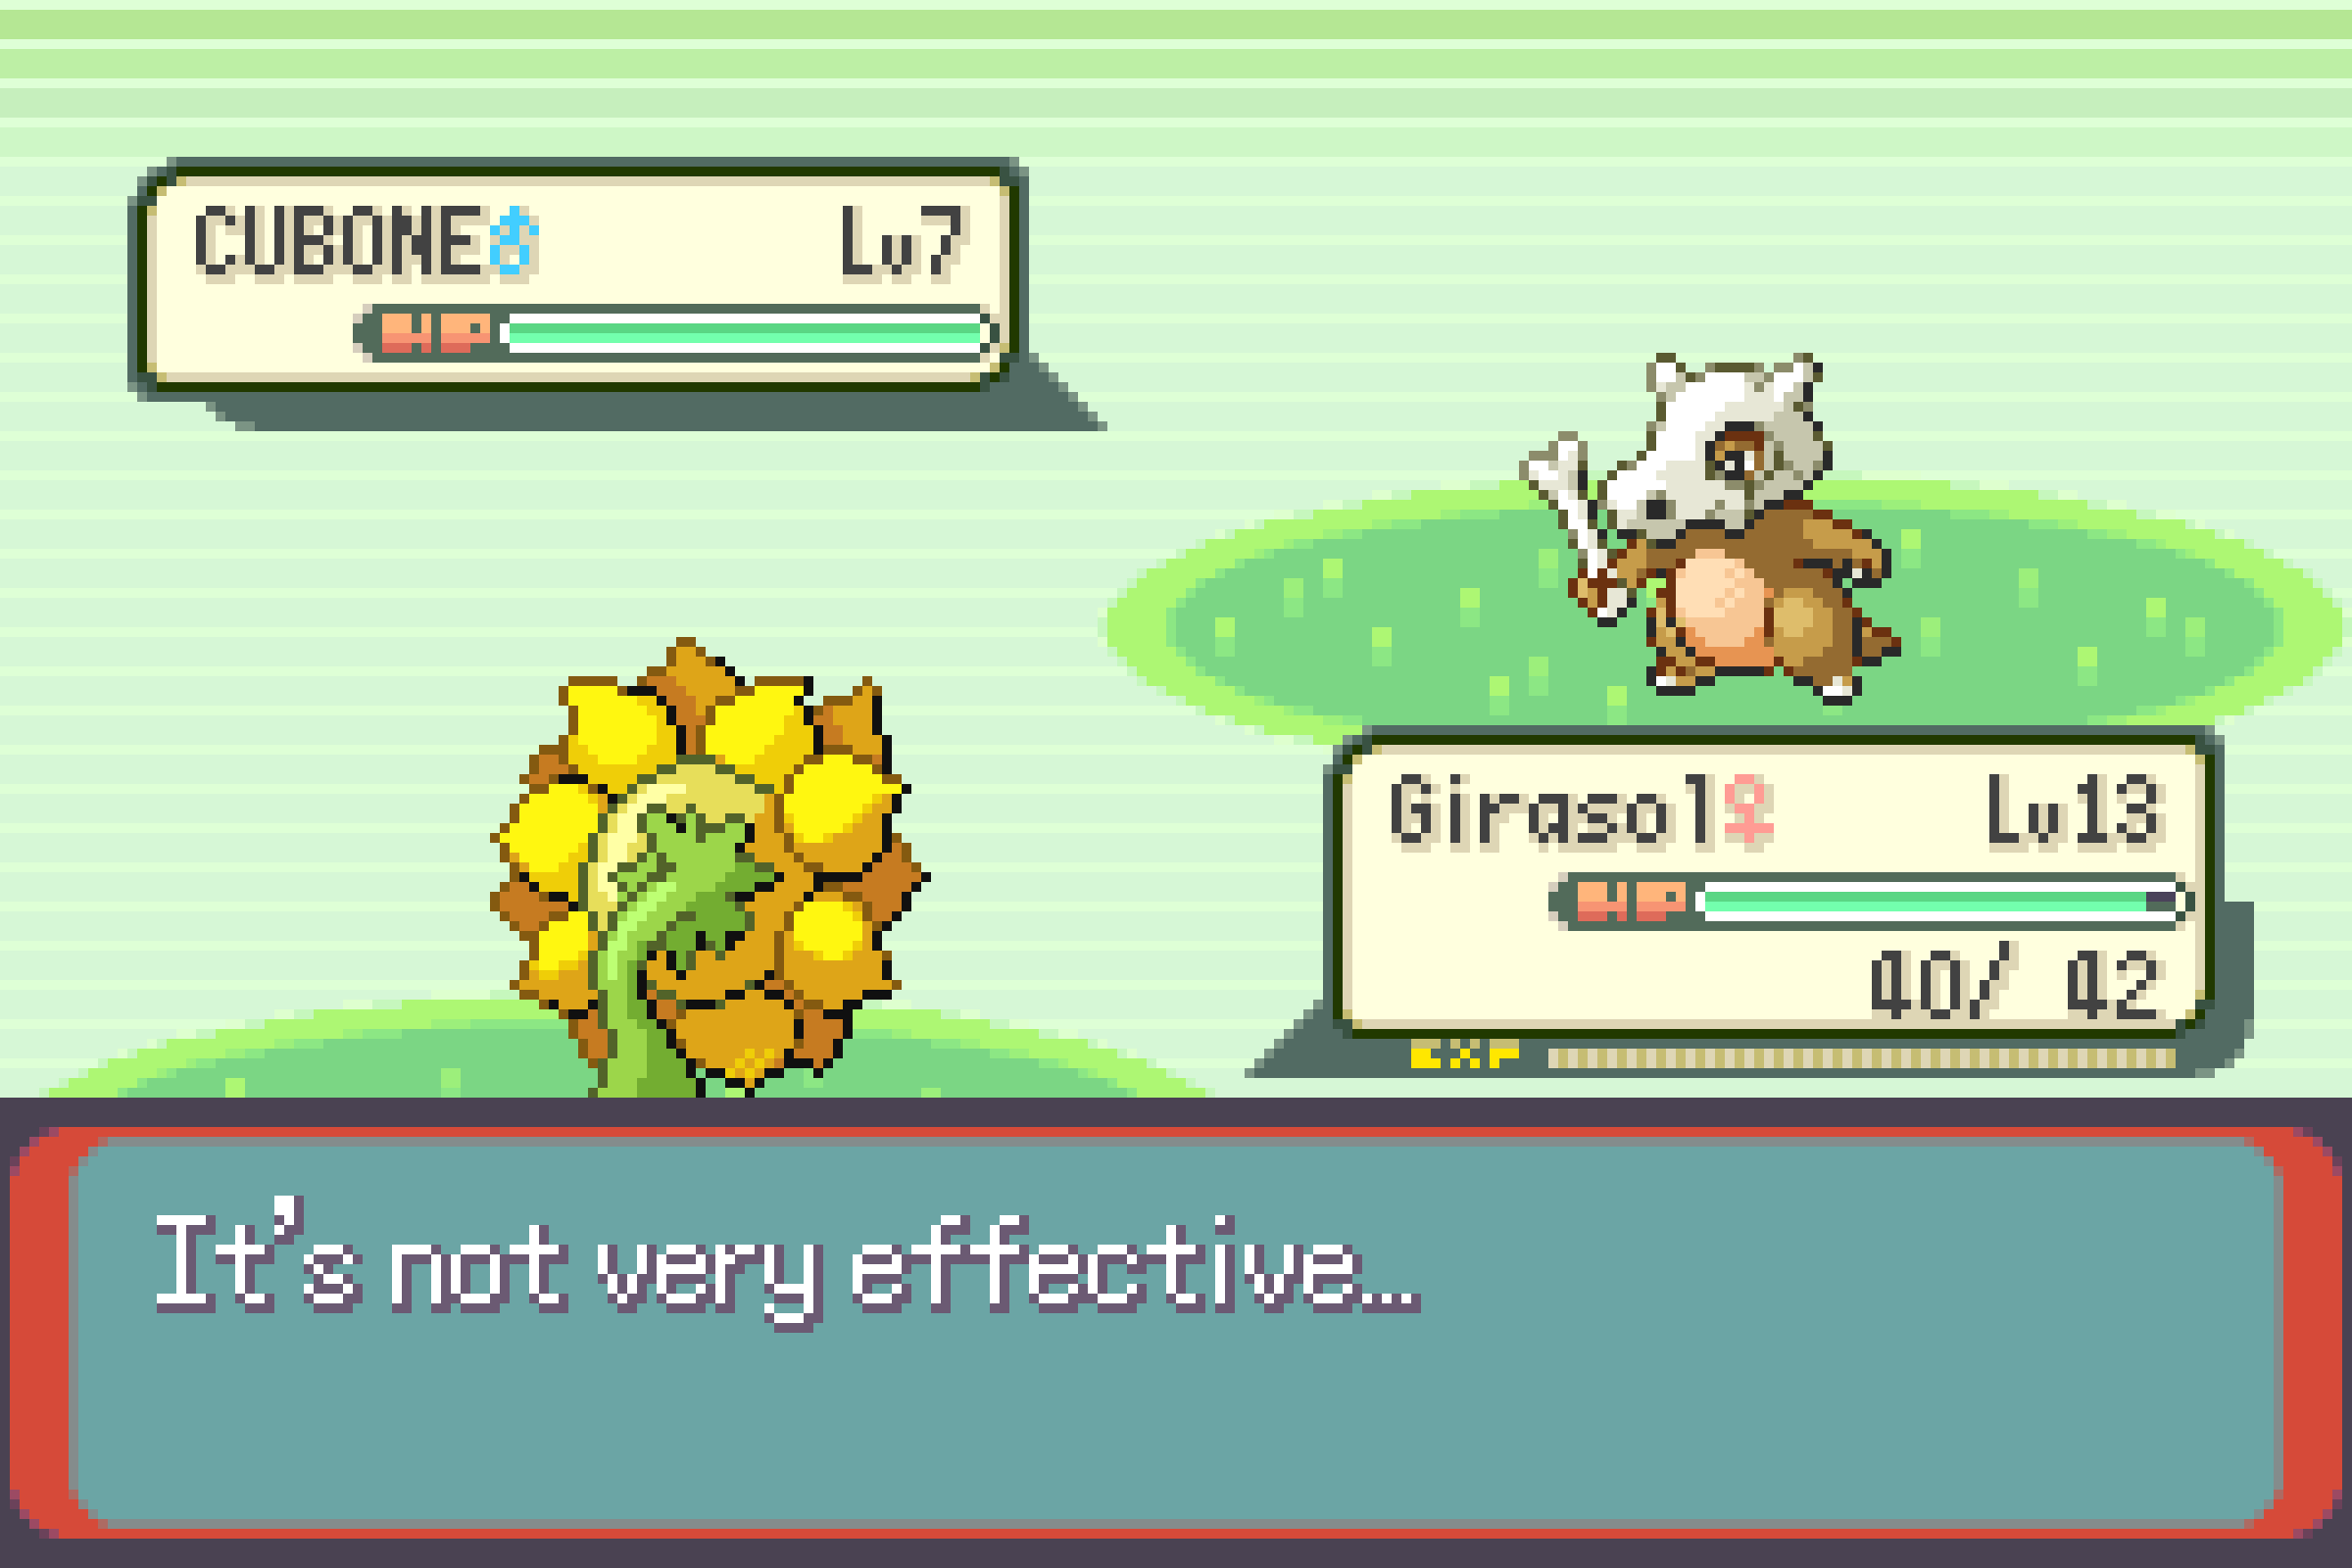 CUBONE♂ Lv7
HP
Girasol♀ Lv13
HP
40/ 42
EXP
It's not very effective…